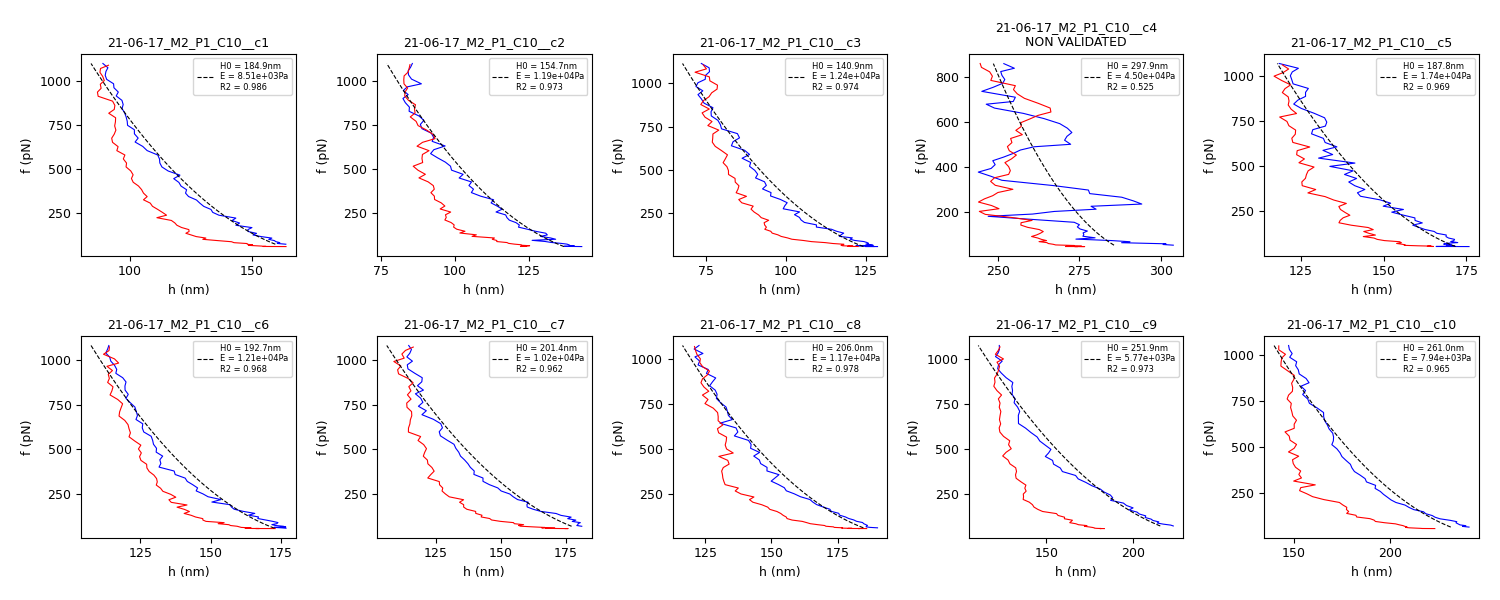 21-06-17_M2_P1_C10__c1
H0 = 184.9nm
E = 8.51e+03Pa
R2 = 0.986
f (pN)
1000
750
500
250
100
150
h (nm)
21-06-17_M2_P1_C10__c2
H0 = 154.7nm
E = 1.19e+04Pa
R2 = 0.973
f (pN)
1000
750
500
250
75
100
125
h (nm)
21-06-17_M2_P1_C10__c3
H0 = 140.9nm
E = 1.24e+04Pa
R2 = 0.974
f (pN)
1000
750
500
250
75
100
125
h (nm)
21-06-17_M2_P1_C10__c4
NON VALIDATED
H0 = 297.9nm
E = 4.50e+04Pa
R2 = 0.525
f (pN)
800
600
400
200
250
275
300
h (nm)
21-06-17_M2_P1_C10__c5
H0 = 187.8nm
E = 1.74e+04Pa
R2 = 0.969
f (pN)
1000
750
500
250
125
150
175
h (nm)
21-06-17_M2_P1_C10__c6
H0 = 192.7nm
E = 1.21e+04Pa
R2 = 0.968
f (pN)
1000
750
500
250
125
150
175
h (nm)
21-06-17_M2_P1_C10__c7
H0 = 201.4nm
E = 1.02e+04Pa
R2 = 0.962
f (pN)
1000
750
500
250
125
150
175
h (nm)
21-06-17_M2_P1_C10__c8
H0 = 206.0nm
E = 1.17e+04Pa
R2 = 0.978
f (pN)
1000
750
500
250
125
150
175
h (nm)
21-06-17_M2_P1_C10__c9
H0 = 251.9nm
E = 5.77e+03Pa
R2 = 0.973
f (pN)
1000
750
500
250
150
200
h (nm)
21-06-17_M2_P1_C10__c10
H0 = 261.0nm
E = 7.94e+03Pa
R2 = 0.965
f (pN)
1000
750
500
250
150
200
h (nm)